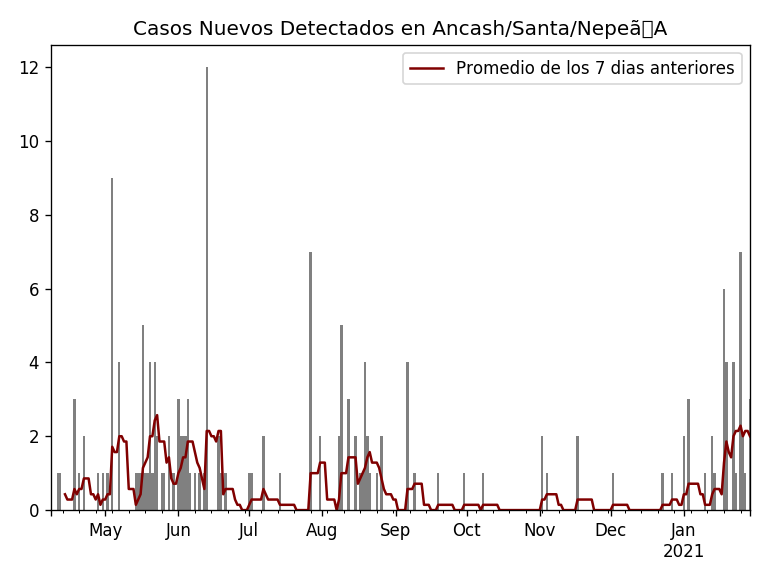 Casos Nuevos Detectados en Ancash/Santa/Nepeã□A
Promedio de los 7 dias anteriores
12
10
8
6
4
2
0
May Jun Jul Aug Sep Oct Nov Dec Jan
2021